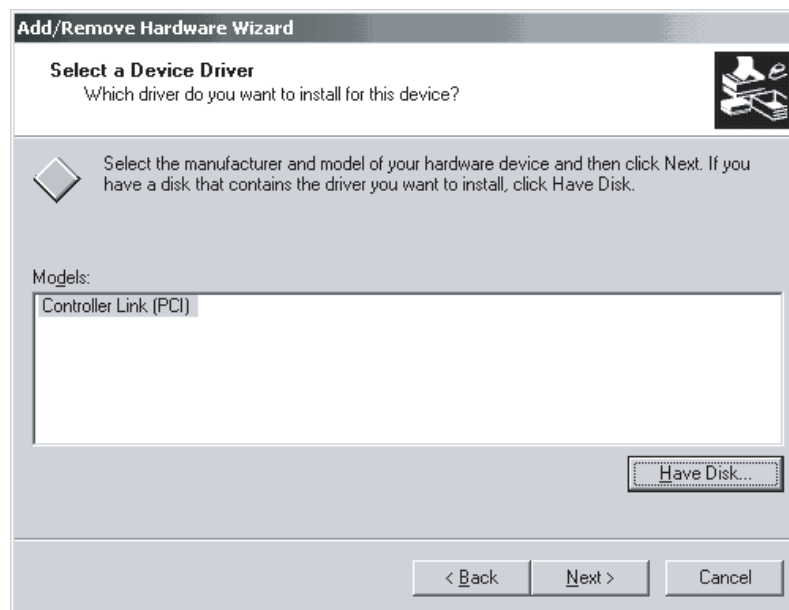 Add/Remove Hardware Wizard
Select a Device Driver
Which driver do you want to install for this device?
Select the manufacturer and model of your hardware device and then click Next. If you
have a disk that contains the driver you want to install, click Have Disk.
Models:
Controller Link (PCI)
Have Disk...
< Back
Next >
Cancel